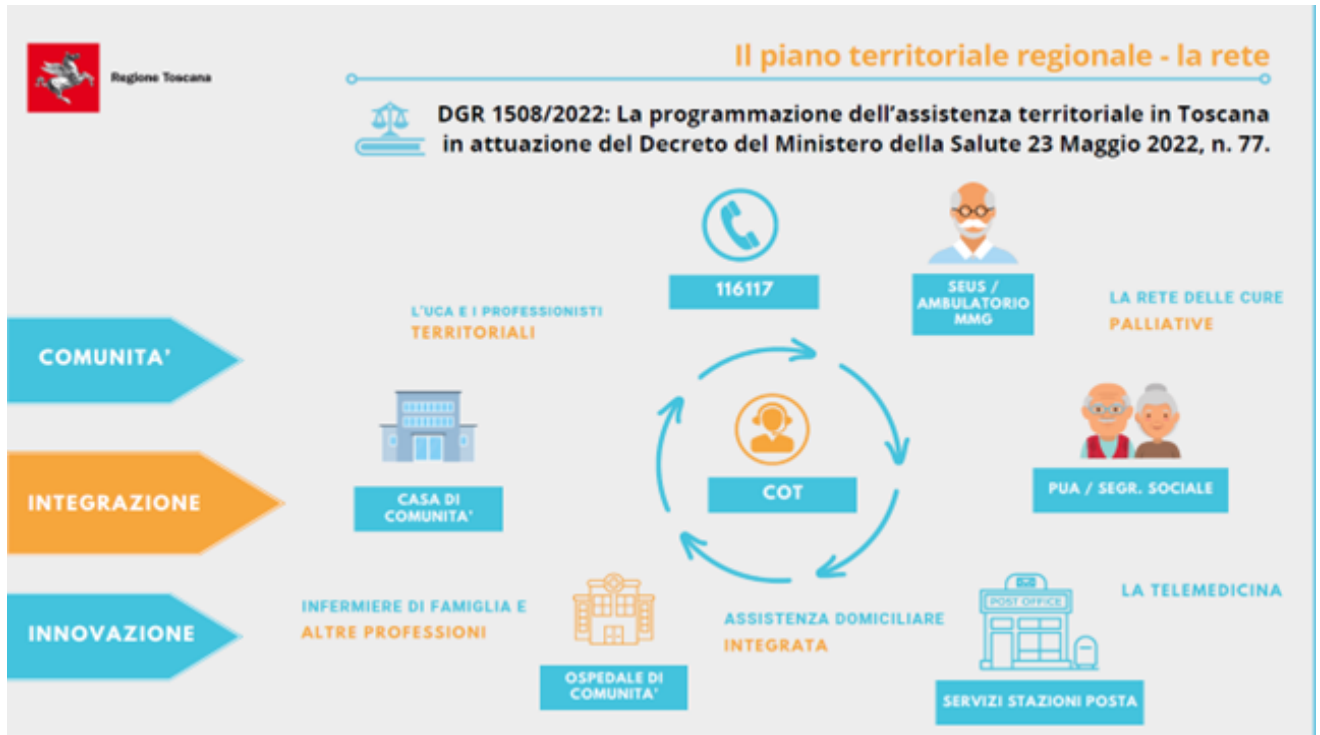 Regione Toscana
Il piano territoriale regionale - la rete
DGR 1508/2022: La programmazione dell'assistenza territoriale in Toscana
in attuazione del Decreto del Ministero della Salute 23 Maggio 2022, n. 77.
116117
SEUS /
AMBULATORIO
MMG
L'UCA E I PROFESSIONISTI
TERRITORIALI
LA RETE DELLE CURE
PALLIATIVE
COMUNITA'
CASA DI
COMUNITA'
COT
PUA / SEGR. SOCIALE
INTEGRAZIONE
INFERMIERE DI FAMIGLIA E
ALTRE PROFESSIONI
ASSISTENZA DOMICILIARE
INTEGRATA
POST OFFICE
LA TELEMEDICINA
INNOVAZIONE
OSPEDALE DI
COMUNITA'
SERVIZI STAZIONI POSTA